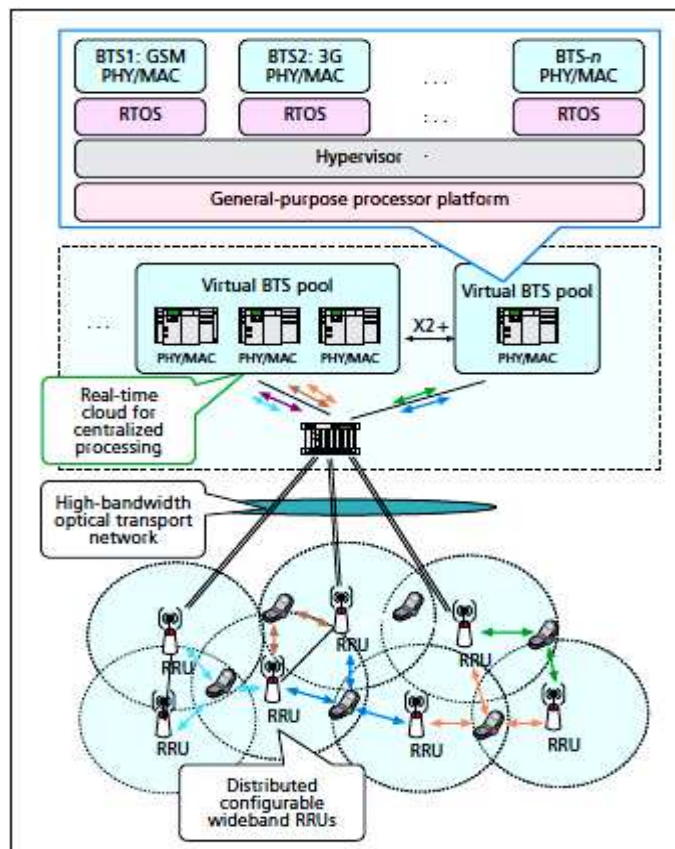 BTS1: GSM
PHY/MAC
BTS2: 3G
PHY/MAC
. . .
BTS-n
PHY/MAC
RTOS
RTOS
: . .
RTOS
Hypervisor
General-purpose processor platform
Virtual BTS pool
Virtual BTS pool
. . .
X2+
PHY/MAC
PHY/MAC
PHY/MAC
PHY/MAC
Real-time
cloud for
centralized
processing
High-bandwidth
optical transport
network
RRU
RRU
RRU
RRU
RRU
RRU
RRU
Distributed
configurable
wideband RRUs